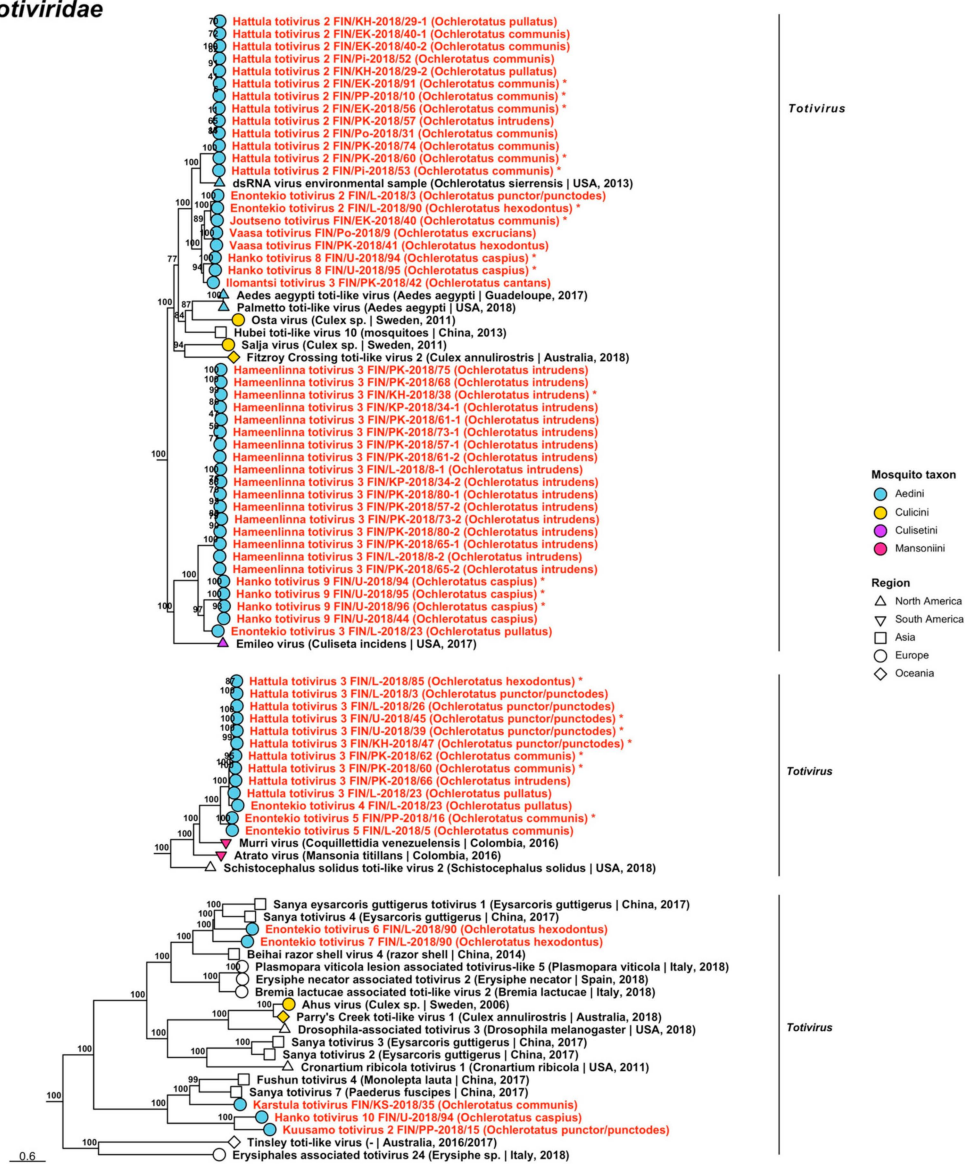 otiviridae
Hattula totivirus 2 FIN/KH-2018/29-1 (Ochlerotatus pullatus)
Hattula totivirus 2 FIN/EK-2018/40-1 (Ochlerotatus communis)
Hattula totivirus 2 FIN/EK-2018/40-2 (Ochlerotatus communis)
Hattula totivirus 2 FIN/Pi-2018/52 (Ochlerotatus communis)
Hattula totivirus 2 FIN/KH-2018/29-2 (Ochlerotatus pullatus)
Hattula totivirus 2 FIN/EK-2018/91 (Ochlerotatus communis) *
Hattula totivirus 2 FIN/PP-2018/10 (Ochlerotatus communis) *
Hattula totivirus 2 FIN/EK-2018/56 (Ochlerotatus communis) *
Totivirus
Hattula totivirus 2 FIN/PK-2018/57 (Ochlerotatus intrudens)
Hattula totivirus 2 FIN/Po-2018/31 (Ochlerotatus communis)
Hattula totivirus 2 FIN/PK-2018/74 (Ochlerotatus communis)
Hattula totivirus 2 FIN/PK-2018/60 (Ochlerotatus communis) *
Hattula totivirus 2 FIN/Pi-2018/53 (Ochlerotatus communis) *
dsRNA virus environmental sample (Ochlerotatus sierrensis | USA, 2013)
Enontekio totivirus 2 FIN/L-2018/3 (Ochlerotatus punctor/punctodes)
Enontekio totivirus 2 FIN/L-2018/90 (Ochlerotatus hexodontus) *
Joutseno totivirus FIN/EK-2018/40 (Ochlerotatus communis) *
Vaasa totivirus FIN/Po-2018/9 (Ochlerotatus excrucians)
Vaasa totivirus FIN/PK-2018/41 (Ochlerotatus hexodontus)
Hanko totivirus 8 FIN/U-2018/94 (Ochlerotatus caspius) *
Hanko totivirus 8 FIN/U-2018/95 (Ochlerotatus caspius) *
Ilomantsi totivirus 3 FIN/PK-2018/42 (Ochlerotatus cantans)
Aedes aegypti toti-like virus (Aedes aegypti | Guadeloupe, 2017)
Palmetto toti-like virus (Aedes aegypti | USA, 2018)
Osta virus (Culex sp. | Sweden, 2011)
Hubei toti-like virus 10 (mosquitoes | China, 2013)
Salja virus (Culex sp. | Sweden, 2011)
Fitzroy Crossing toti-like virus 2 (Culex annulirostris | Australia, 2018)
Hameenlinna totivirus 3 FIN/PK-2018/75 (Ochlerotatus intrudens)
Hameenlinna totivirus 3 FIN/PK-2018/68 (Ochlerotatus intrudens)
Hameenlinna totivirus 3 FIN/KH-2018/38 (Ochlerotatus intrudens) *
Hameenlinna totivirus 3 FIN/KP-2018/34-1 (Ochlerotatus intrudens)
Hameenlinna totivirus 3 FIN/PK-2018/61-1 (Ochlerotatus intrudens)
Hameenlinna totivirus 3 FIN/PK-2018/73-1 (Ochlerotatus intrudens)
Hameenlinna totivirus 3 FIN/PK-2018/57-1 (Ochlerotatus intrudens)
Hameenlinna totivirus 3 FIN/PK-2018/61-2 (Ochlerotatus intrudens)
Hameenlinna totivirus 3 FIN/L-2018/8-1 (Ochlerotatus intrudens)
Hameenlinna totivirus 3 FIN/KP-2018/34-2 (Ochlerotatus intrudens)
Hameenlinna totivirus 3 FIN/PK-2018/80-1 (Ochlerotatus intrudens)
Hameenlinna totivirus 3 FIN/PK-2018/57-2 (Ochlerotatus intrudens)
Hameenlinna totivirus 3 FIN/PK-2018/73-2 (Ochlerotatus intrudens)
Hameenlinna totivirus 3 FIN/PK-2018/80-2 (Ochlerotatus intrudens)
Hameenlinna totivirus 3 FIN/PK-2018/65-1 (Ochlerotatus intrudens)
Hameenlinna totivirus 3 FIN/L-2018/8-2 (Ochlerotatus intrudens)
Hameenlinna totivirus 3 FIN/PK-2018/65-2 (Ochlerotatus intrudens)
Hanko totivirus 9 FIN/U-2018/94 (Ochlerotatus caspius) *
Hanko totivirus 9 FIN/U-2018/95 (Ochlerotatus caspius) *
Hanko totivirus 9 FIN/U-2018/96 (Ochlerotatus caspius) *
Hanko totivirus 9 FIN/U-2018/44 (Ochlerotatus caspius)
Enontekio totivirus 3 FIN/L-2018/23 (Ochlerotatus pullatus)
Emileo virus (Culiseta incidens | USA, 2017)
Mosquito taxon
Aedini
Culicini
Culisetini
Mansoniini
Region
North America
South America
Asia
Europe
Oceania
Hattula totivirus 3 FIN/L-2018/85 (Ochlerotatus hexodontus) *
Hattula totivirus 3 FIN/L-2018/3 (Ochlerotatus punctor/punctodes)
Hattula totivirus 3 FIN/L-2018/26 (Ochlerotatus punctor/punctodes)
Hattula totivirus 3 FIN/U-2018/45 (Ochlerotatus punctor/punctodes) *
Hattula totivirus 3 FIN/U-2018/39 (Ochlerotatus punctor/punctodes) *
Hattula totivirus 3 FIN/KH-2018/47 (Ochlerotatus punctor/punctodes) *
Hattula totivirus 3 FIN/PK-2018/62 (Ochlerotatus communis) *
Hattula totivirus 3 FIN/PK-2018/60 (Ochlerotatus communis) *
Totivirus
Hattula totivirus 3 FIN/PK-2018/66 (Ochlerotatus intrudens)
Hattula totivirus 3 FIN/L-2018/23 (Ochlerotatus pullatus)
Enontekio totivirus 4 FIN/L-2018/23 (Ochlerotatus pullatus)
Enontekio totivirus 5 FIN/PP-2018/16 (Ochlerotatus communis) *
Enontekio totivirus 5 FIN/L-2018/5 (Ochlerotatus communis)
Murri virus (Coquillettidia venezuelensis | Colombia, 2016)
Atrato virus (Mansonia titillans | Colombia, 2016)
Schistocephalus solidus toti-like virus 2 (Schistocephalus solidus | USA, 2018)
Sanya eysarcoris guttigerus totivirus 1 (Eysarcoris guttigerus | China, 2017)
Sanya totivirus 4 (Eysarcoris guttigerus | China, 2017)
Enontekio totivirus 6 FIN/L-2018/90 (Ochlerotatus hexodontus)
Enontekio totivirus 7 FIN/L-2018/90 (Ochlerotatus hexodontus)
Beihai razor shell virus 4 (razor shell | China, 2014)
Plasmopara viticola lesion associated totivirus-like 5 (Plasmopara viticola | Italy, 2018)
Erysiphe necator associated totivirus 2 (Erysiphe necator | Spain, 2018)
Bremia lactucae associated toti-like virus 2 (Bremia lactucae | Italy, 2018)
Ahus virus (Culex sp. | Sweden, 2006)
Parry's Creek toti-like virus 1 (Culex annulirostris | Australia, 2018)
Drosophila-associated totivirus 3 (Drosophila melanogaster | USA, 2018)
Totivirus
Sanya totivirus 3 (Eysarcoris guttigerus | China, 2017)
Sanya totivirus 2 (Eysarcoris guttigerus | China, 2017)
Cronartium ribicola totivirus 1 (Cronartium ribicola | USA, 2011)
Fushun totivirus 4 (Monolepta lauta | China, 2017)
Sanya totivirus 7 (Paederus fuscipes | China, 2017)
Karstula totivirus FIN/KS-2018/35 (Ochlerotatus communis)
Hanko totivirus 10 FIN/U-2018/94 (Ochlerotatus caspius)
Kuusamo totivirus 2 FIN/PP-2018/15 (Ochlerotatus punctor/punctodes)
Tinsley toti-like virus (- | Australia, 2016/2017)
Erysiphales associated totivirus 24 (Erysiphe sp. | Italy, 2018)
0.6